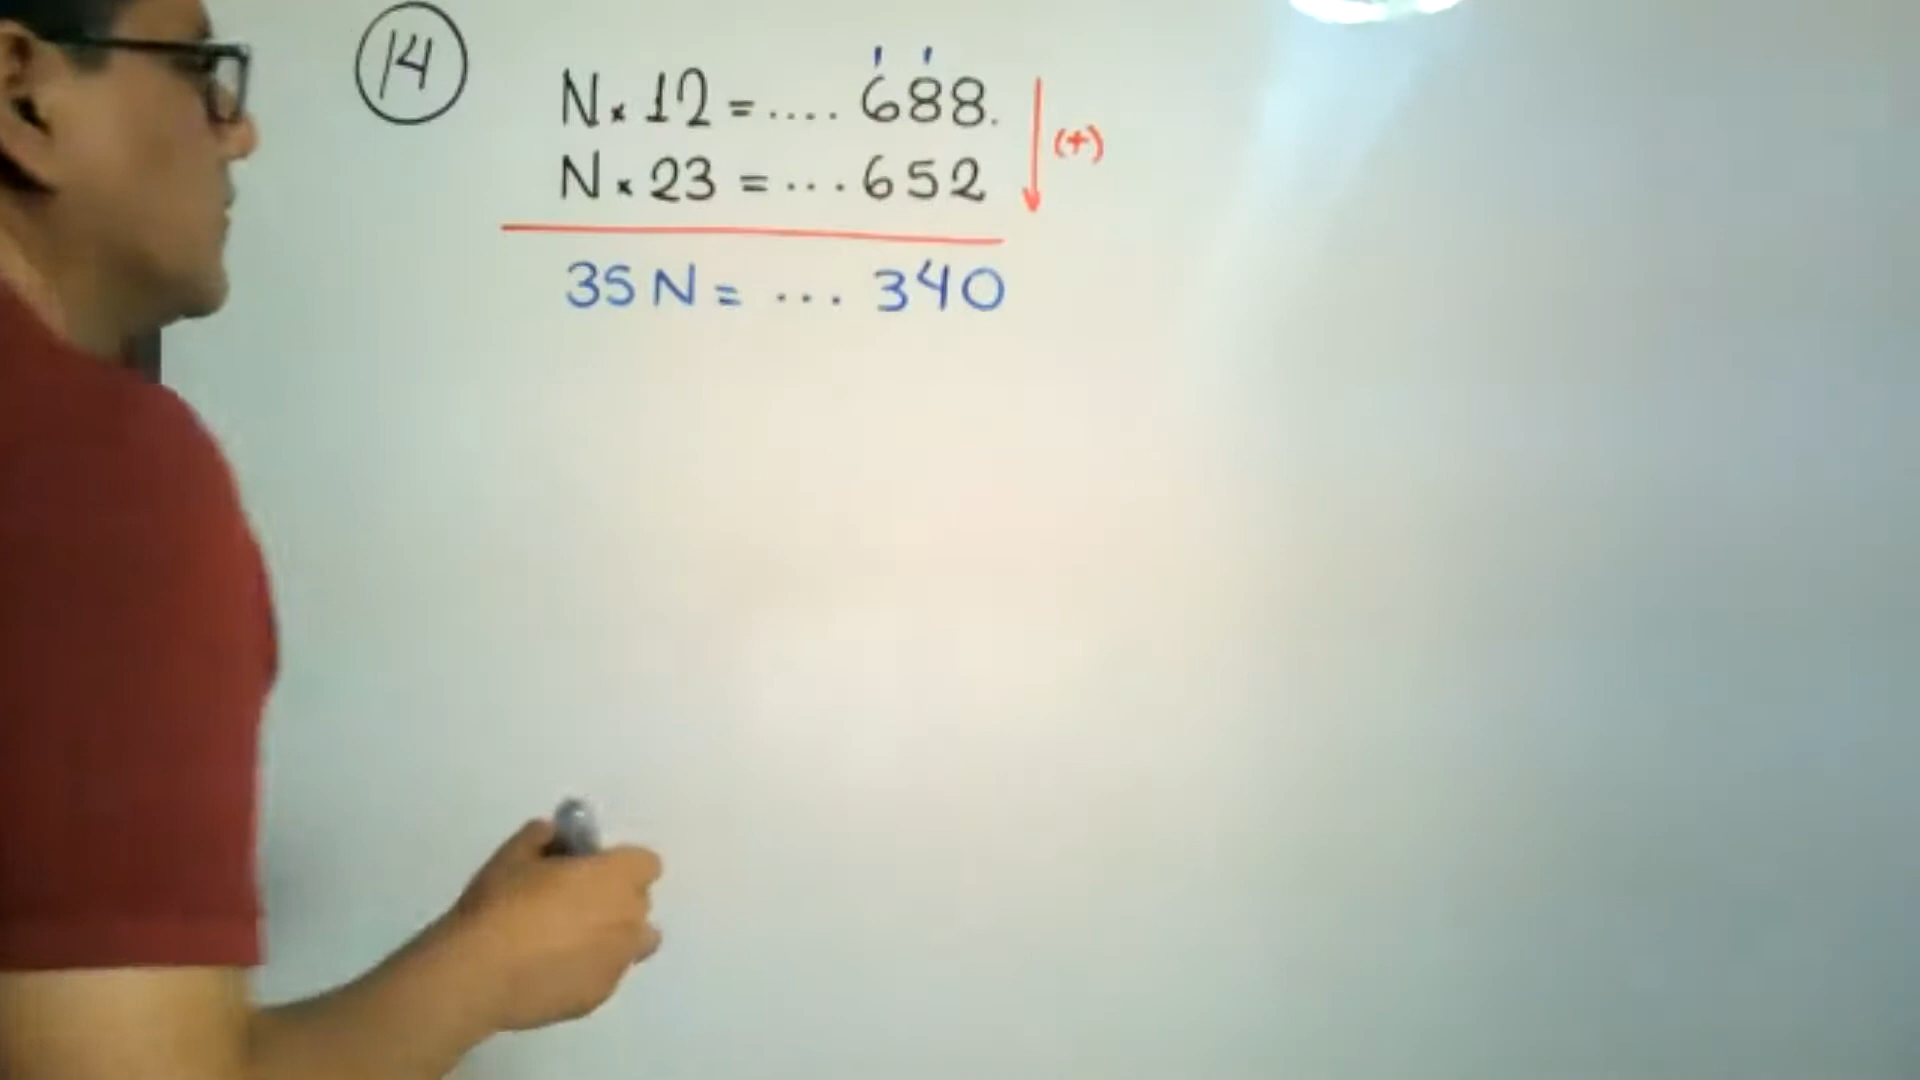 14
N × 12 = .... 688.
N × 23 = ... 652
(+)
35 N = ... 340